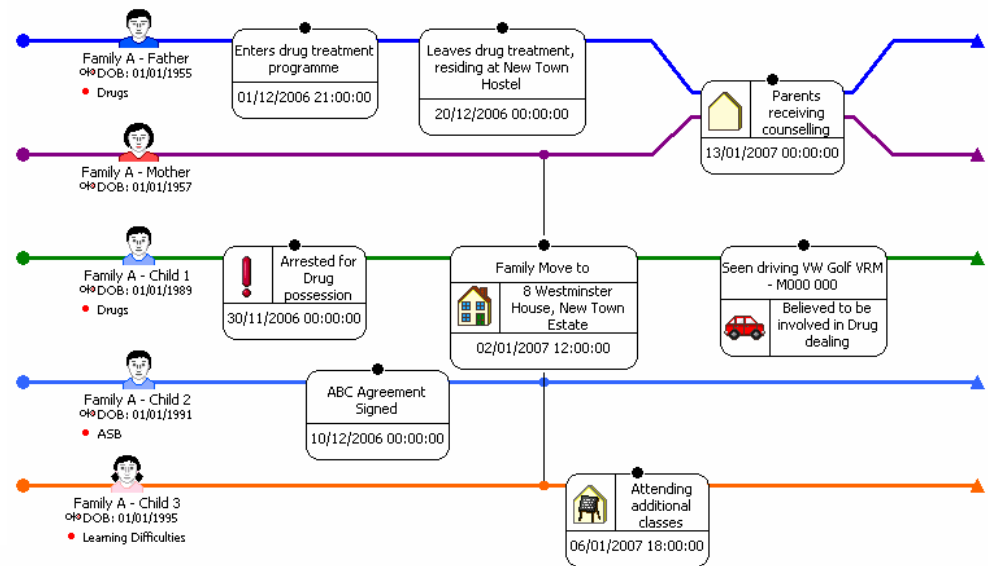 Family A - Father
DOB: 01/01/1955
Drugs
Enters drug treatment
programme
01/12/2006 21:00:00
Leaves drug treatment,
residing at New Town
Hostel
20/12/2006 00:00:00
Parents
receiving
counselling
13/01/2007 00:00:00
Family A - Mother
DOB: 01/01/1957
Family A - Child 1
DOB: 01/01/1989
Drugs
Arrested for
Drug
possession
30/11/2006 00:00:00
Family Move to
8 Westminster
House, New Town
Estate
02/01/2007 12:00:00
Seen driving VW Golf VRM
- M000 000
Believed to be
involved in Drug
dealing
Family A - Child 2
DOB: 01/01/1991
ASB
ABC Agreement
Signed
10/12/2006 00:00:00
Family A - Child 3
DOB: 01/01/1995
Learning Difficulties
Attending
additional
classes
06/01/2007 18:00:00